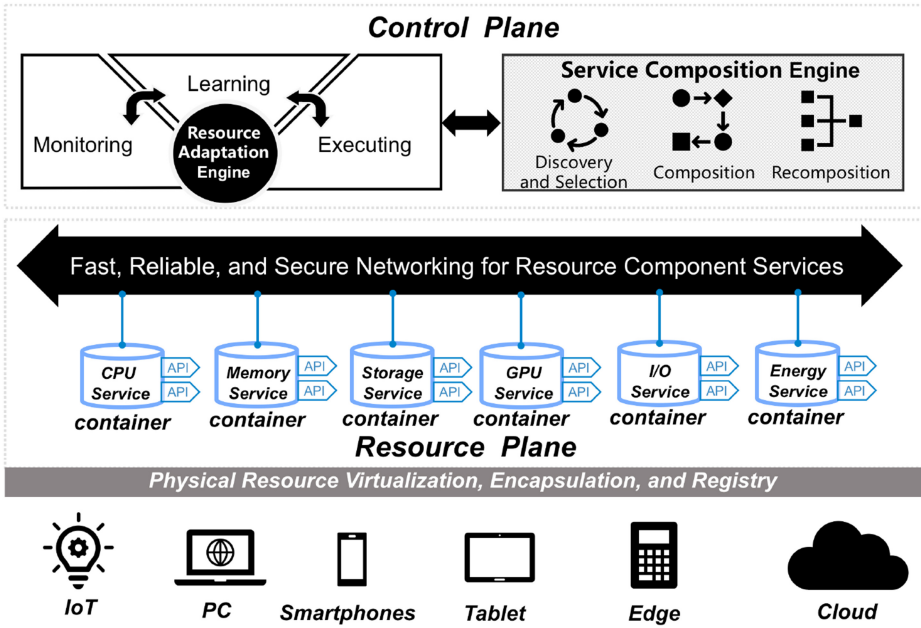 Control Plane
Learning
Monitoring
Resource
Adaptation
Engine
Executing
Service Composition Engine
Discovery
and Selection
Composition
Recomposition
Fast, Reliable, and Secure Networking for Resource Component Services
CPU
Service
API
API
container
Memory
Service
API
API
container
Storage
Service
API
API
container
GPU
Service
API
API
container
I/O
Service
API
API
container
Energy
Service
API
API
container
Resource Plane
Physical Resource Virtualization, Encapsulation, and Registry
IoT
PC
Smartphones
Tablet
Edge
Cloud